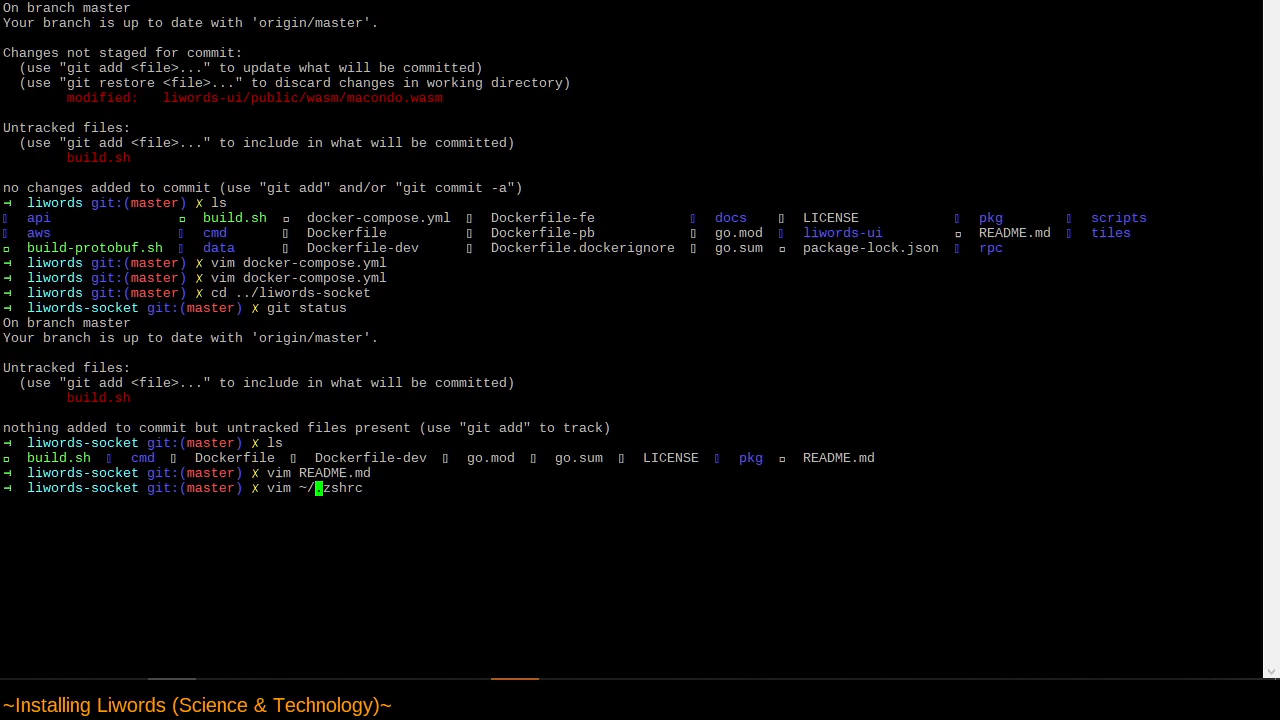 On branch master
Your branch is up to date with 'origin/master'.
Changes not staged for commit:
(use "git add <file>..." to update what will be committed)
(use "git restore <file>..." to discard changes in working directory)
modified:   liwords-ui/public/wasm/macondo.wasm
Untracked files:
(use "git add <file>..." to include in what will be committed)
build.sh
no changes added to commit (use "git add" and/or "git commit -a")
liwords git:(master) ✗ ls
api build.sh docker-compose.yml Dockerfile-fe docs LICENSE pkg scripts
aws cmd Dockerfile Dockerfile-pb go.mod liwords-ui README.md tiles
build-protobuf.sh data Dockerfile-dev Dockerfile.dockerignore go.sum package-lock.json rpc
liwords git:(master) ✗ vim docker-compose.yml
liwords git:(master) ✗ vim docker-compose.yml
liwords git:(master) ✗ cd ../liwords-socket
liwords-socket git:(master) ✗ git status
On branch master
Your branch is up to date with 'origin/master'.
Untracked files:
(use "git add <file>..." to include in what will be committed)
build.sh
nothing added to commit but untracked files present (use "git add" to track)
liwords-socket git:(master) ✗ ls
build.sh cmd Dockerfile Dockerfile-dev go.mod go.sum LICENSE pkg README.md
liwords-socket git:(master) ✗ vim README.md
liwords-socket git:(master) ✗ vim ~/.zshrc
~Installing Liwords (Science & Technology)~